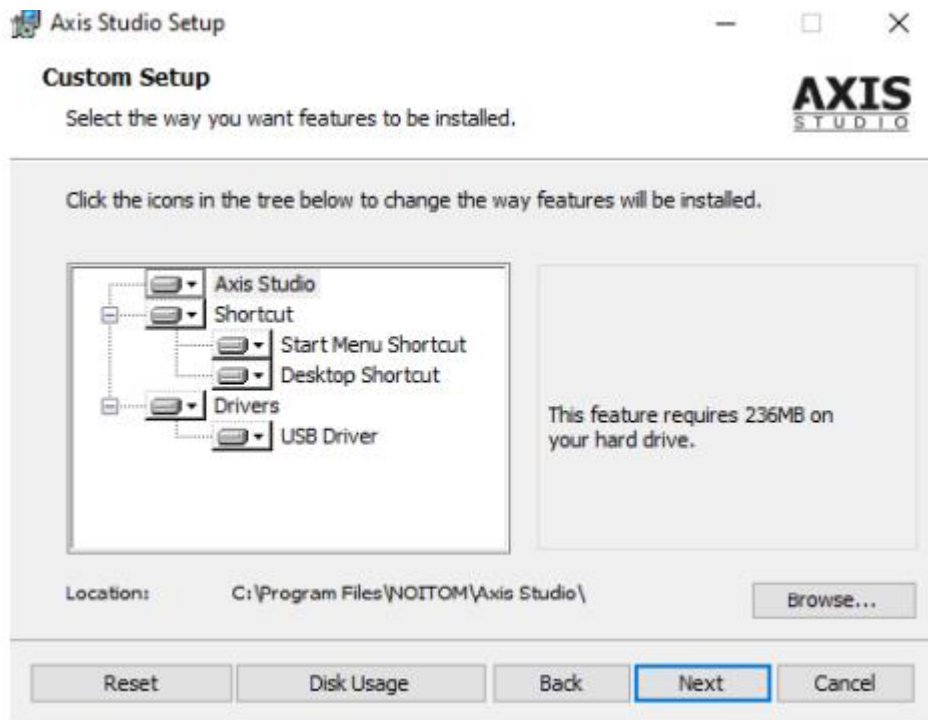 Axis Studio Setup
Custom Setup
Select the way you want features to be installed.
AXIS
STUDIO
Click the icons in the tree below to change the way features will be installed.
Axis Studio
Shortcut
Start Menu Shortcut
Desktop Shortcut
Drivers
USB Driver
This feature requires 236MB on
your hard drive.
Location: C:\Program Files\NOITOM\Axis Studio\
Browse...
Reset Disk Usage Back Next Cancel